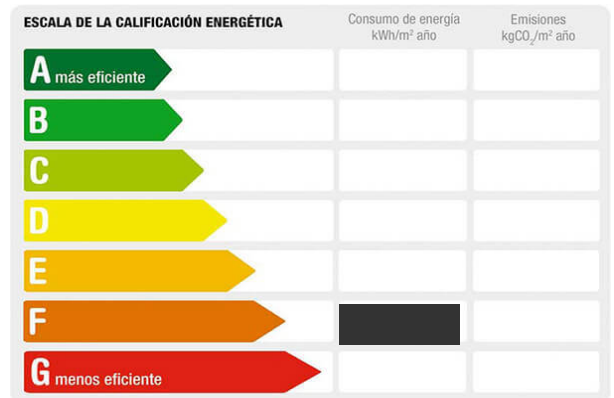 ESCALA DE LA CALIFICACIÓN ENERGÉTICA
Consumo de energía
kWh/m² año
Emisiones
kgCO₂/m² año
A más eficiente
B
C
D
E
F
G menos eficiente